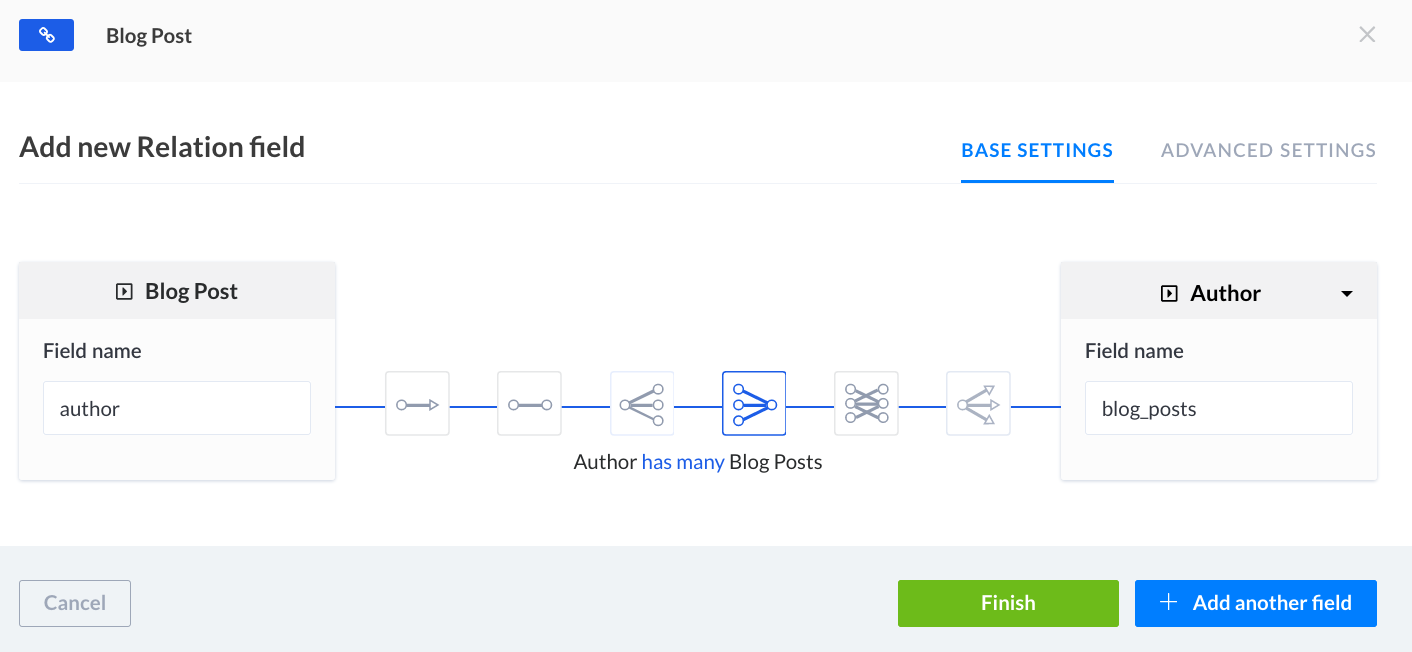 Blog Post
Add new Relation field
BASE SETTINGS
ADVANCED SETTINGS
Blog Post
Field name
author
Author has many Blog Posts
Author
Field name
blog_posts
Cancel
Finish
Add another field